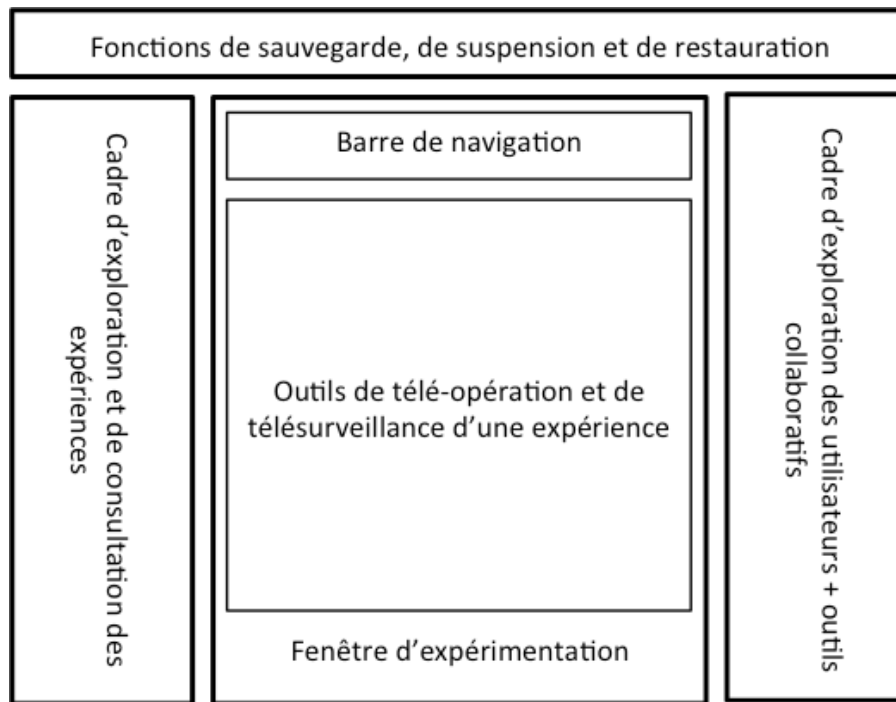 Fonctions de sauvegarde, de suspension et de restauration
Cadre d’exploration et de consultation des
expériences
Barre de navigation
Outils de télé-opération et de
télésurveillance d’une expérience
Fenêtre d’expérimentation
Cadre d’exploration des utilisateurs + outils
collaboratifs